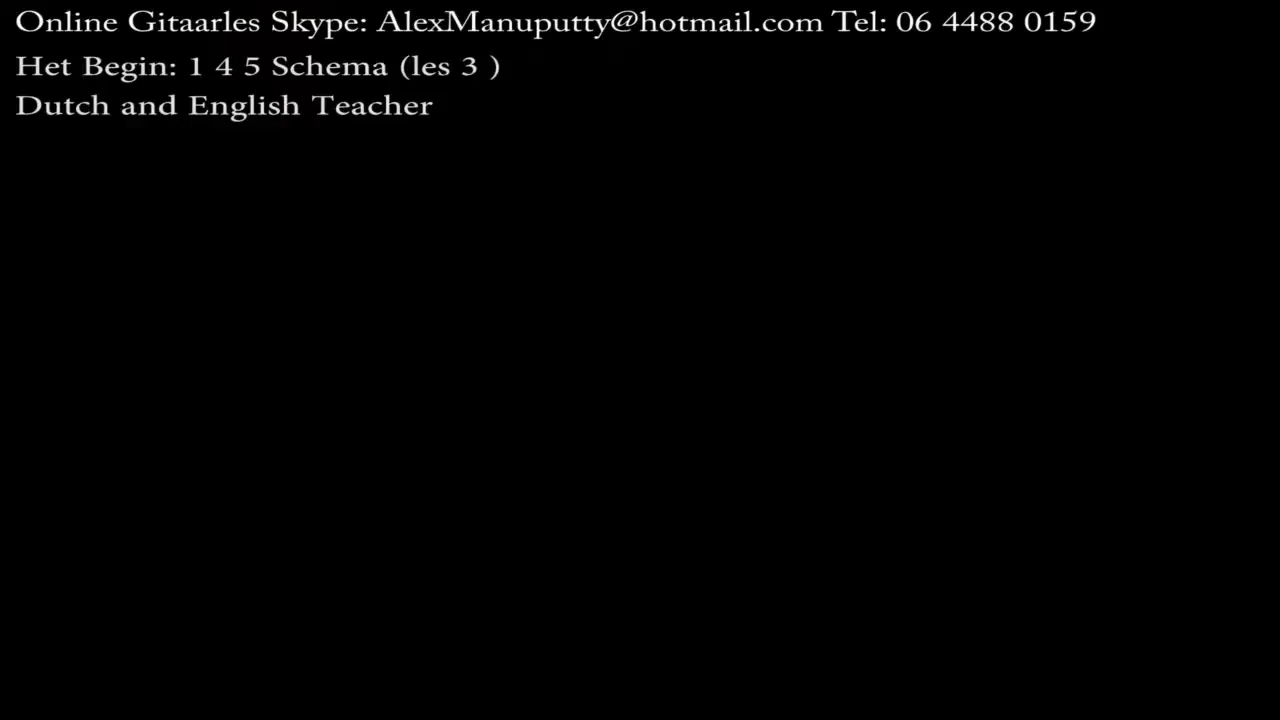 Online Gitaarles Skype: AlexManuputty@hotmail.com Tel: 06 4488 0159
Het Begin: 1 4 5 Schema (les 3 )
Dutch and English Teacher